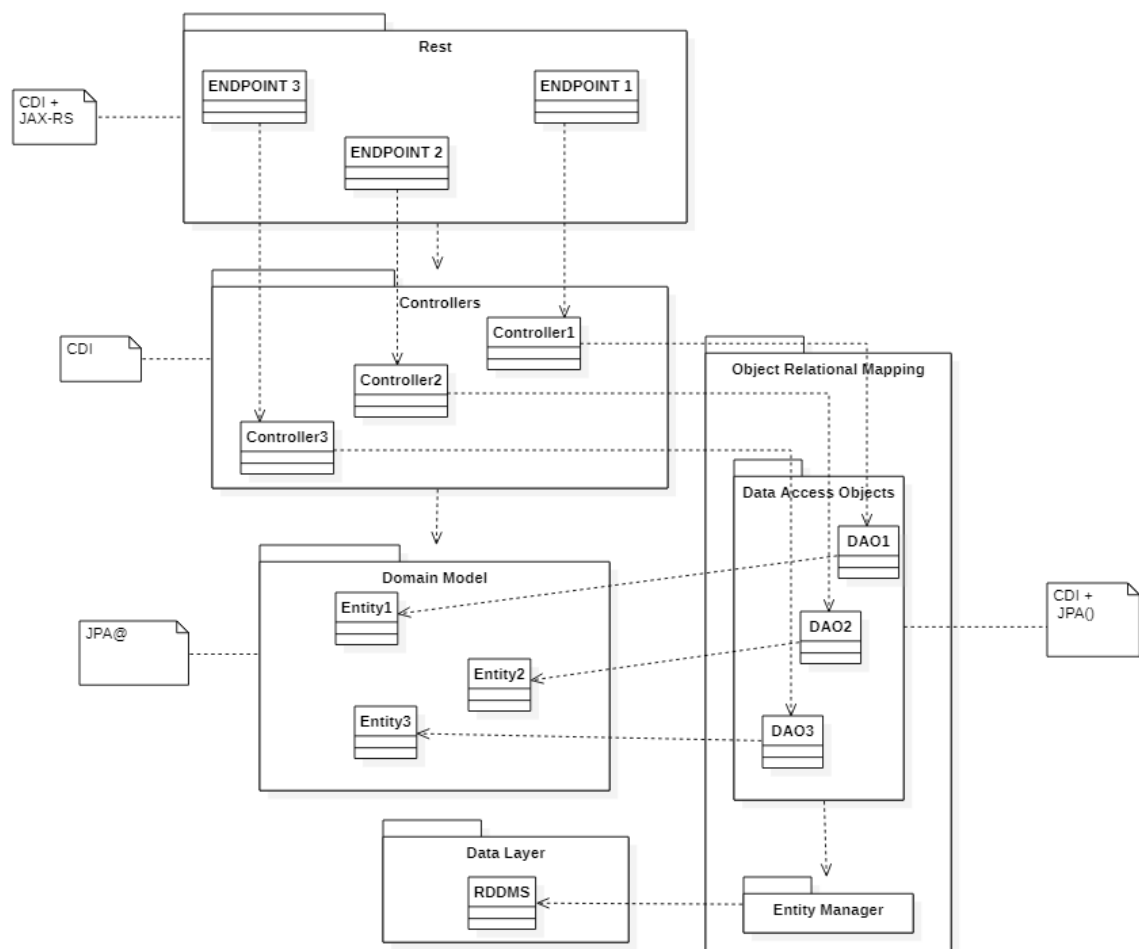 Rest
ENDPOINT 3
ENDPOINT 1
CDI +
JAX-RS
ENDPOINT 2
Controllers
Controller1
CDI
Controller2
Controller3
Object Relational Mapping
Data Access Objects
DAO1
Domain Model
Entity1
CDI +
JPA()
DAO2
JPA@
Entity2
Entity3
DAO3
Data Layer
RDDMS
Entity Manager